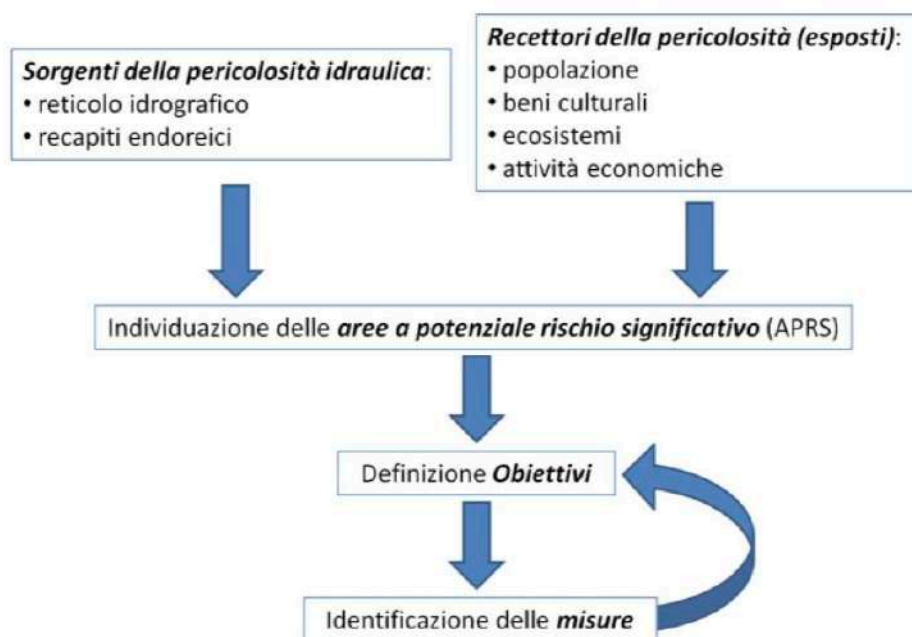 Sorgenti della pericolosità idraulica:
• reticolo idrografico
• recapiti endoreici
Recettori della pericolosità (esposti):
• popolazione
• beni culturali
• ecosistemi
• attività economiche
Individuazione delle aree a potenziale rischio significativo (APRS)
Definizione Obiettivi
Identificazione delle misure